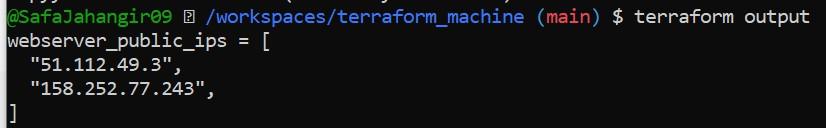 @SafaJahangir09 /workspaces/terraform_machine (main) $ terraform output
webserver_public_ips = [
  "51.112.49.3",
  "158.252.77.243",
]